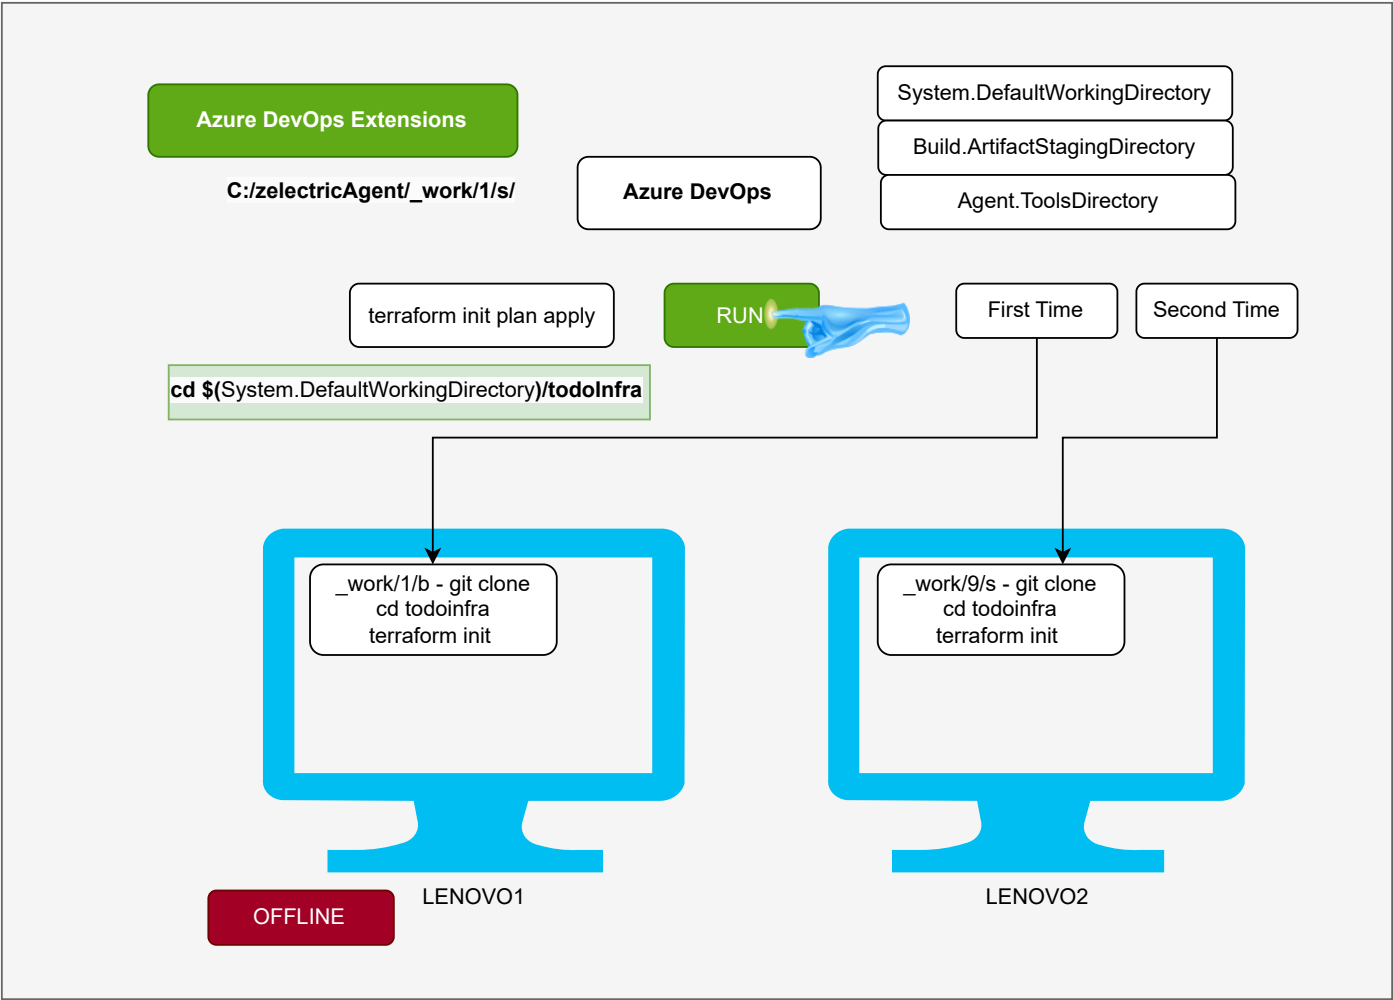 Azure DevOps Extensions
C:/zelectricAgent/_work/1/s/
Azure DevOps
System.DefaultWorkingDirectory
Build.ArtifactStagingDirectory
Agent.ToolsDirectory
terraform init plan apply
RUN
First Time
Second Time
cd $(System.DefaultWorkingDirectory)/todoInfra
_work/1/b - git clone
cd todoinfra
terraform init
_work/9/s - git clone
cd todoinfra
terraform init
LENOVO1
LENOVO2
OFFLINE